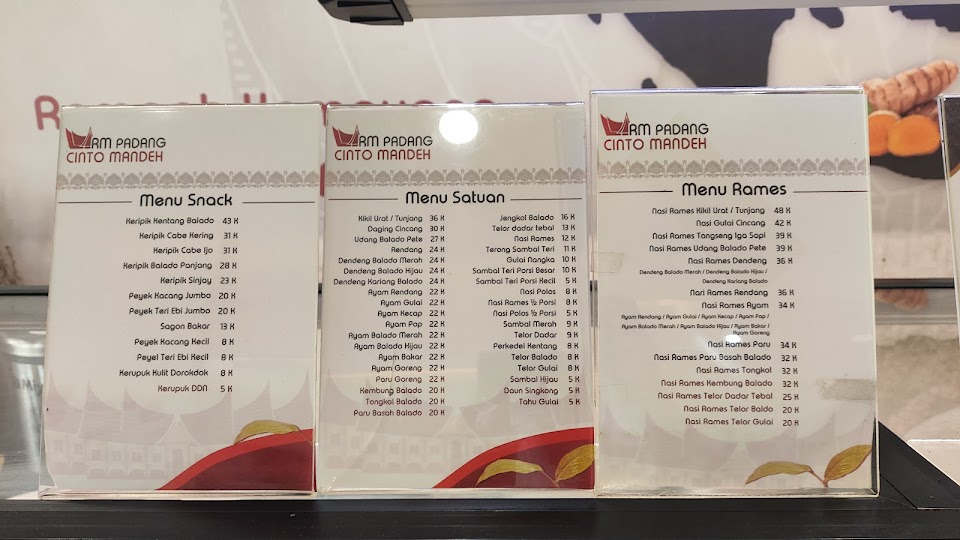 RM PADANG
CINTO MANDEH
Menu Snack
Keripik Kentang Balado 43 K
Keripik Cabe Kering 31 K
Keripik Cabe Ijo 31 K
Keripik Balado Panjang 28 K
Keripik Sinjay 23 K
Peyek Kacang Jumbo 20 K
Peyek Teri Ebi Jumbo 20 K
Sagon Bakar 13 K
Peyek Kacang Kecil 8 K
Peyel Teri Ebi Kecil 8 K
Kerupuk Kulit Dorokdok 8 K
Kerupuk DDN 5 K
RM PADANG
CINTO MANDEH
Menu Satuan
Kikil Urat / Tunjang 36 K
Daging Cincang 30 K
Udang Balado Pete 27 K
Rendang 24 K
Dendeng Balado Merah 24 K
Dendeng Balado Hijau 24 K
Dendeng Kariang Balado 24 K
Ayam Rendang 22 K
Ayam Gulai 22 K
Ayam Kecap 22 K
Ayam Pop 22 K
Ayam Balado Merah 22 K
Ayam Balado Hijau 22 K
Ayam Bakar 22 K
Ayam Goreng 22 K
Paru Goreng 22 K
Kembung Balado 20 K
Tongkol Balado 20 K
Paru Basah Balado 20 K
Jengkol Balado 16 K
Telor dadar tebal 13 K
Nasi Rames 12 K
Terong Sambal Teri 11 K
Gulai Nangka 10 K
Sambal Teri Porsi Besar 10 K
Sambal Teri Porsi Kecil 5 K
Nasi Polos 8 K
Nasi Rames ½ Porsi 8 K
Nasi Polos ½ Porsi 5 K
Sambal Merah 9 K
Telor Dadar 9 K
Perkedel Kentang 8 K
Telor Balado 8 K
Telor Gulai 8 K
Sambal Hijau 5 K
Daun Singkong 5 K
Tahu Gulai 5 K
RM PADANG
CINTO MANDEH
Menu Rames
Nasi Rames Kikil Urat / Tunjang 48 K
Nasi Gulai Cincang 42 K
Nasi Rames Tongseng Iga Sapi 39 K
Nasi Rames Udang Balado Pete 39 K
Nasi Rames Dendeng 36 K
Dendeng Balado Merah / Dendeng Balado Hijau /
Dendeng Kariang Balado
Nari Rames Rendang 36 K
Nasi Rames Ayam 34 K
Ayam Rendang / Ayam Gulai / Ayam Kecap / Ayam Pop /
Ayam Balado Merah / Ayam Balado Hijau / Ayam Bakar /
Ayam Goreng
Nasi Rames Paru 34 K
Nasi Rames Paru Basah Balado 32 K
Nasi Rames Tongkol 32 K
Nasi Rames Kembung Balado 32 K
Nasi Rames Telor Dadar Tebal 25 K
Nasi Rames Telor Baldo 20 K
Nasi Rames Telor Gulai 20 K